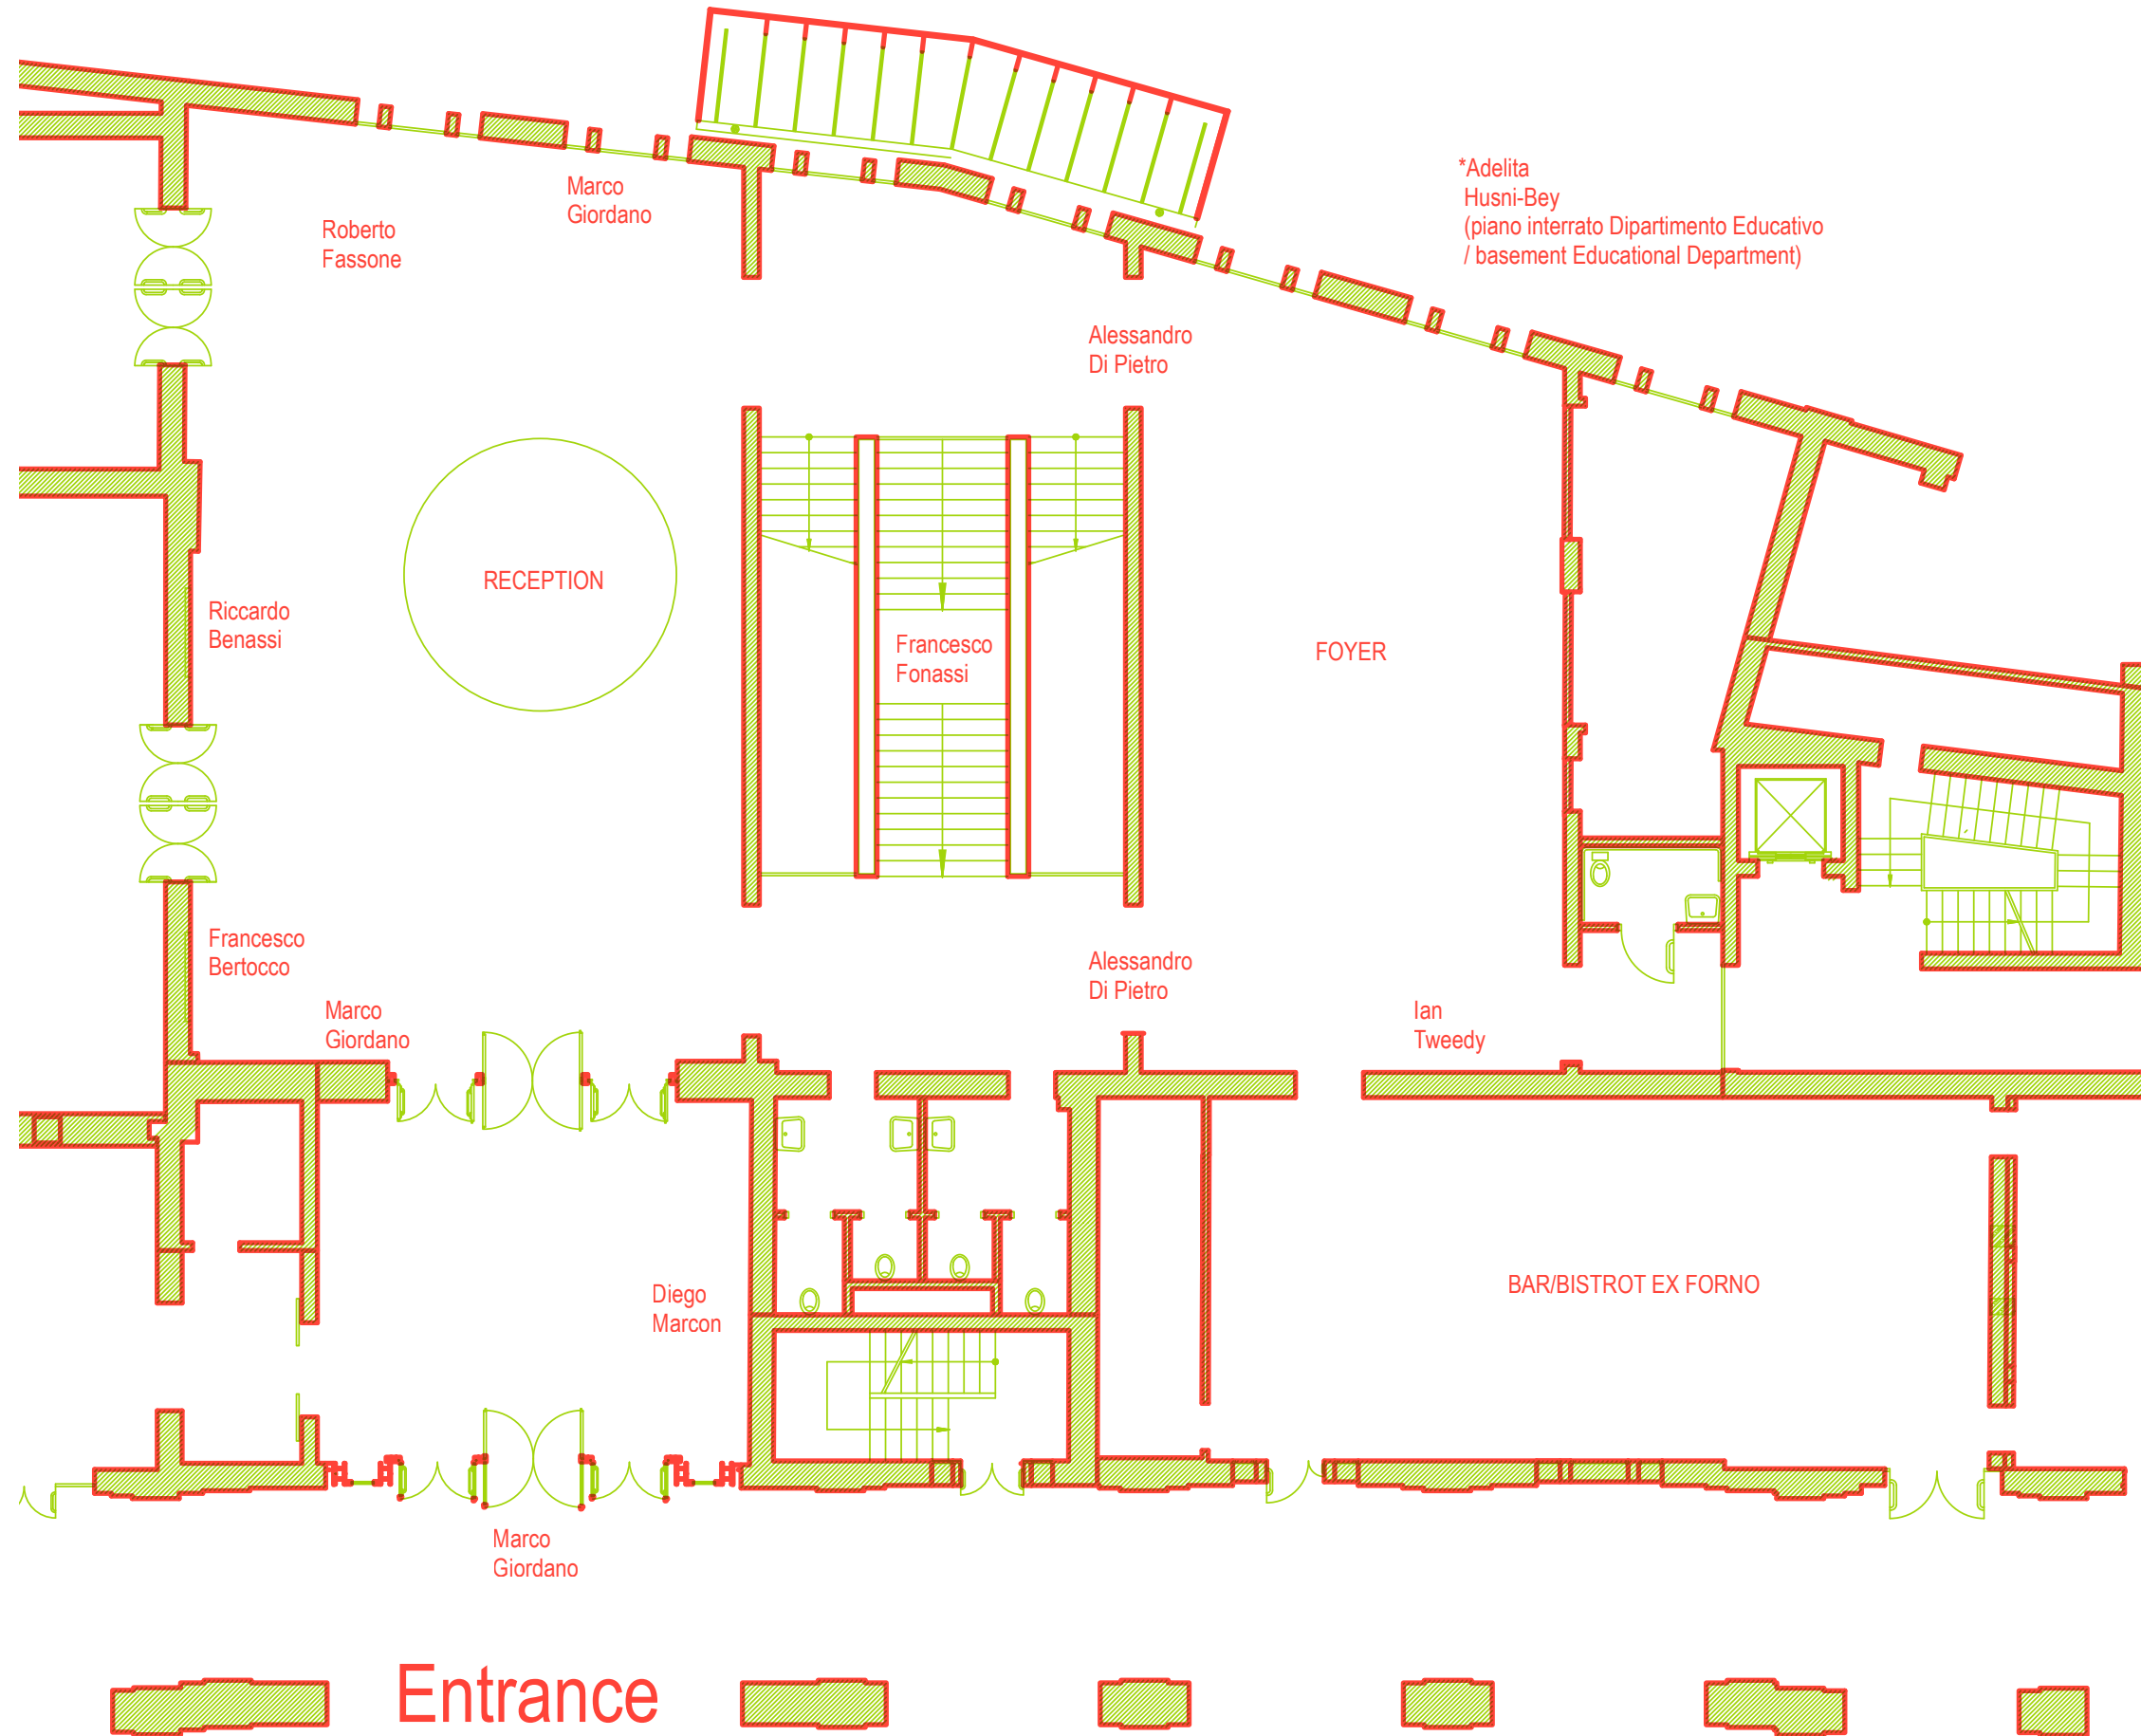 *Adelita
Husni-Bey
(piano interrato Dipartimento Educativo
/ basement Educational Department)
Marco
Giordano
Roberto
Fassone
Alessandro
Di Pietro
RECEPTION
Riccardo
Benassi
Francesco
Fonassi
FOYER
Francesco
Bertocco
Alessandro
Di Pietro
Marco
Giordano
Ian
Tweedy
Diego
Marcon
BAR/BISTROT EX FORNO
Marco
Giordano
Entrance